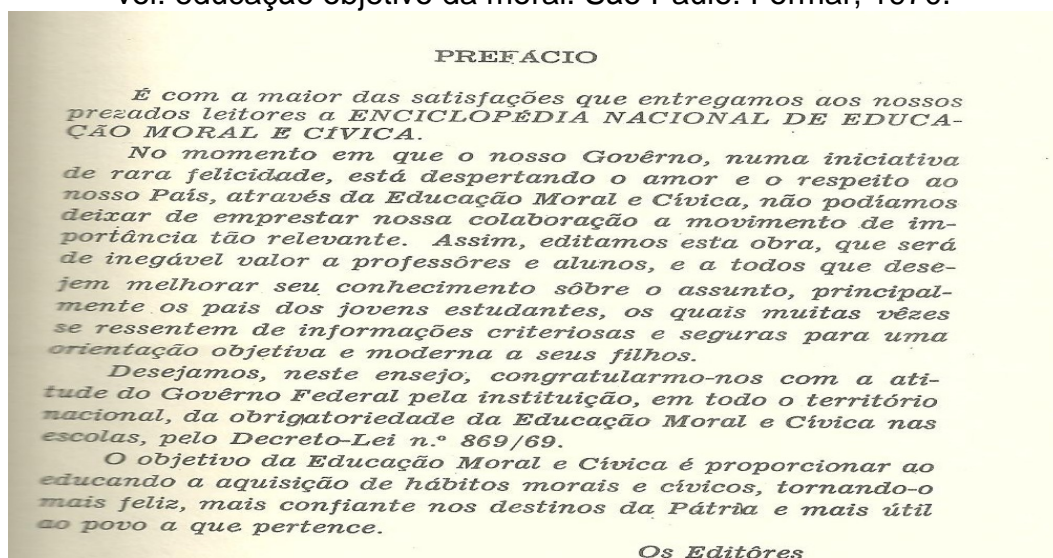 vol. educação objetivo da moral. São Paulo: Formar, 1970.
PREFÁCIO
É com a maior das satisfações que entregamos aos nossos
prezados leitores a ENCICLOPÉDIA NACIONAL DE EDUCA-
ÇÃO MORAL E CÍVICA.
No momento em que o nosso Govêrno, numa iniciativa
de rara felicidade, está despertando o amor e o respeito ao
nosso País, através da Educação Moral e Cívica, não podíamos
deixar de emprestar nossa colaboração a movimento de im-
portância tão relevante. Assim, editamos esta obra, que será
de inegável valor a professôres e alunos, e a todos que dese-
jem melhorar seu conhecimento sôbre o assunto, principal-
mente os pais dos jovens estudantes, os quais muitas vêzes
se ressentem de informações criteriosas e seguras para uma
orientação objetiva e moderna a seus filhos.
Desejamos, neste ensejo, congratularmo-nos com a ati-
tude do Govêrno Federal pela instituição, em todo o território
nacional, da obrigatoriedade da Educação Moral e Cívica nas
escolas, pelo Decreto-Lei n.º 869/69.
O objetivo da Educação Moral e Cívica é proporcionar ao
educando a aquisição de hábitos morais e cívicos, tornando-o
mais feliz, mais confiante nos destinos da Pátria e mais útil
ao povo a que pertence.
Os Editôres